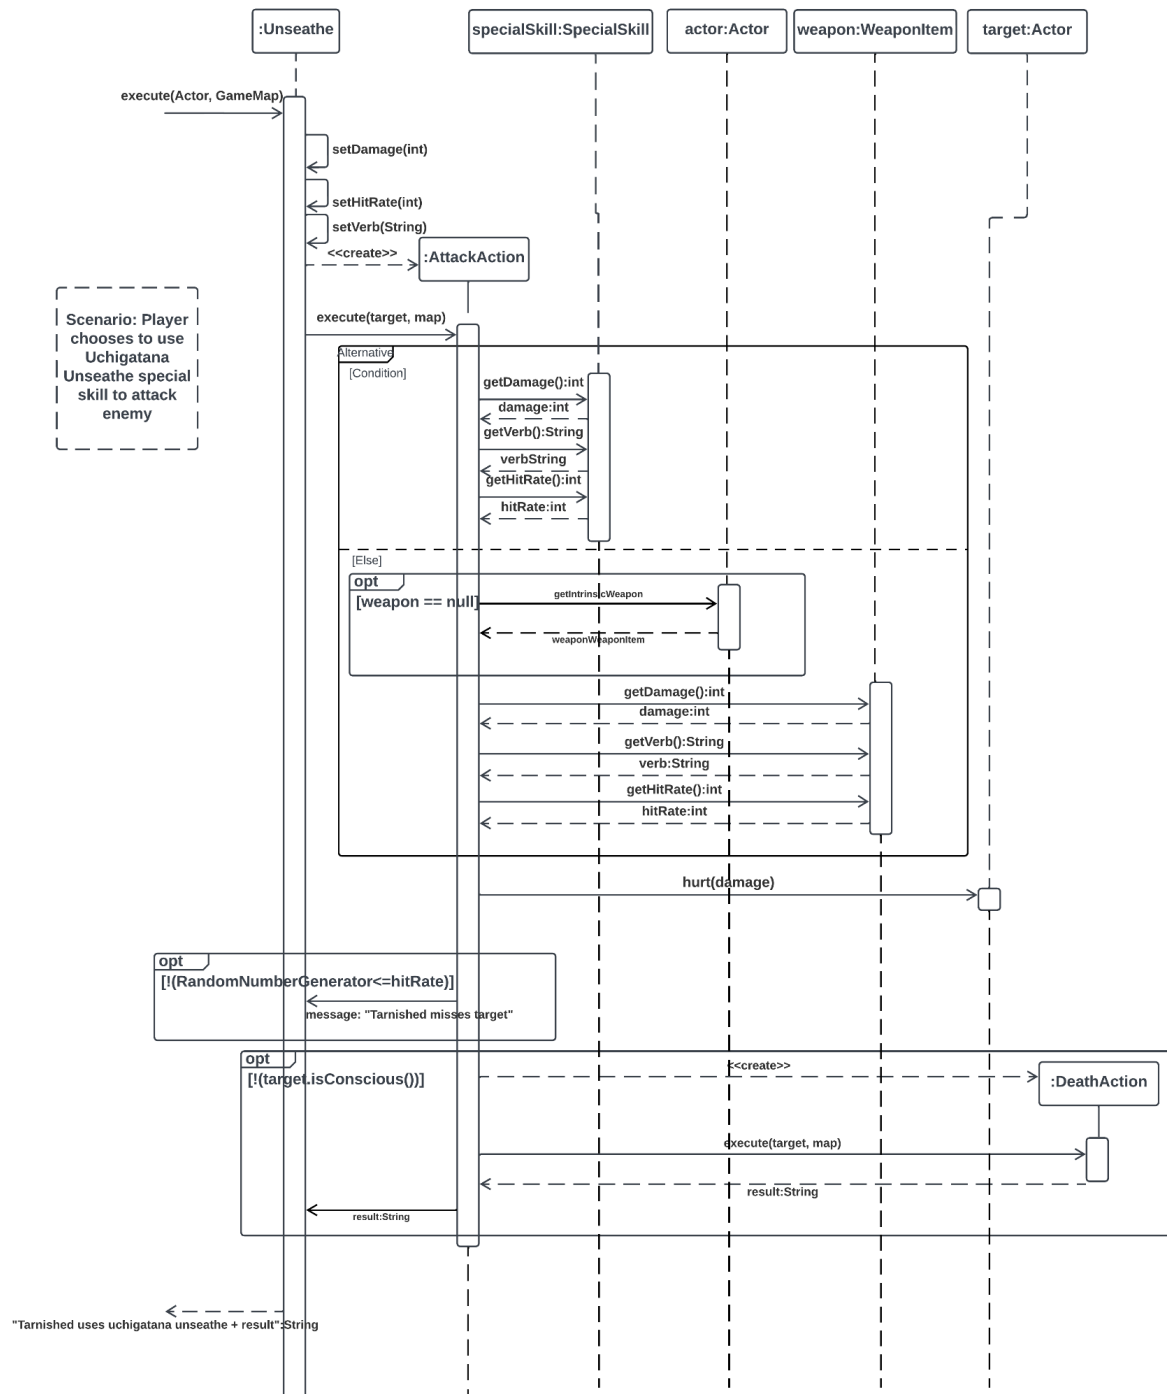 :Unseathe
specialSkill:SpecialSkill
actor:Actor
weapon:WeaponItem
target:Actor
execute(Actor, GameMap)
setDamage(int)
setHitRate(int)
setVerb(String)
<<create>>
:AttackAction
Scenario: Player
chooses to use
Uchigatana
Unseathe special
skill to attack
enemy
execute(target, map)
Alternative
[Condition]
getDamage():int
damage:int
getVerb():String
verbString
getHitRate():int
hitRate:int
[Else]
opt
[weapon == null]
getIntrinsicWeapon
weaponWeaponItem
getDamage():int
damage:int
getVerb():String
verb:String
getHitRate():int
hitRate:int
hurt(damage)
opt
[!(RandomNumberGenerator<=hitRate)]
message: "Tarnished misses target"
opt
[!(target.isConscious())]
<<create>>
:DeathAction
execute(target, map)
result:String
result:String
"Tarnished uses uchigatana unseathe + result":String